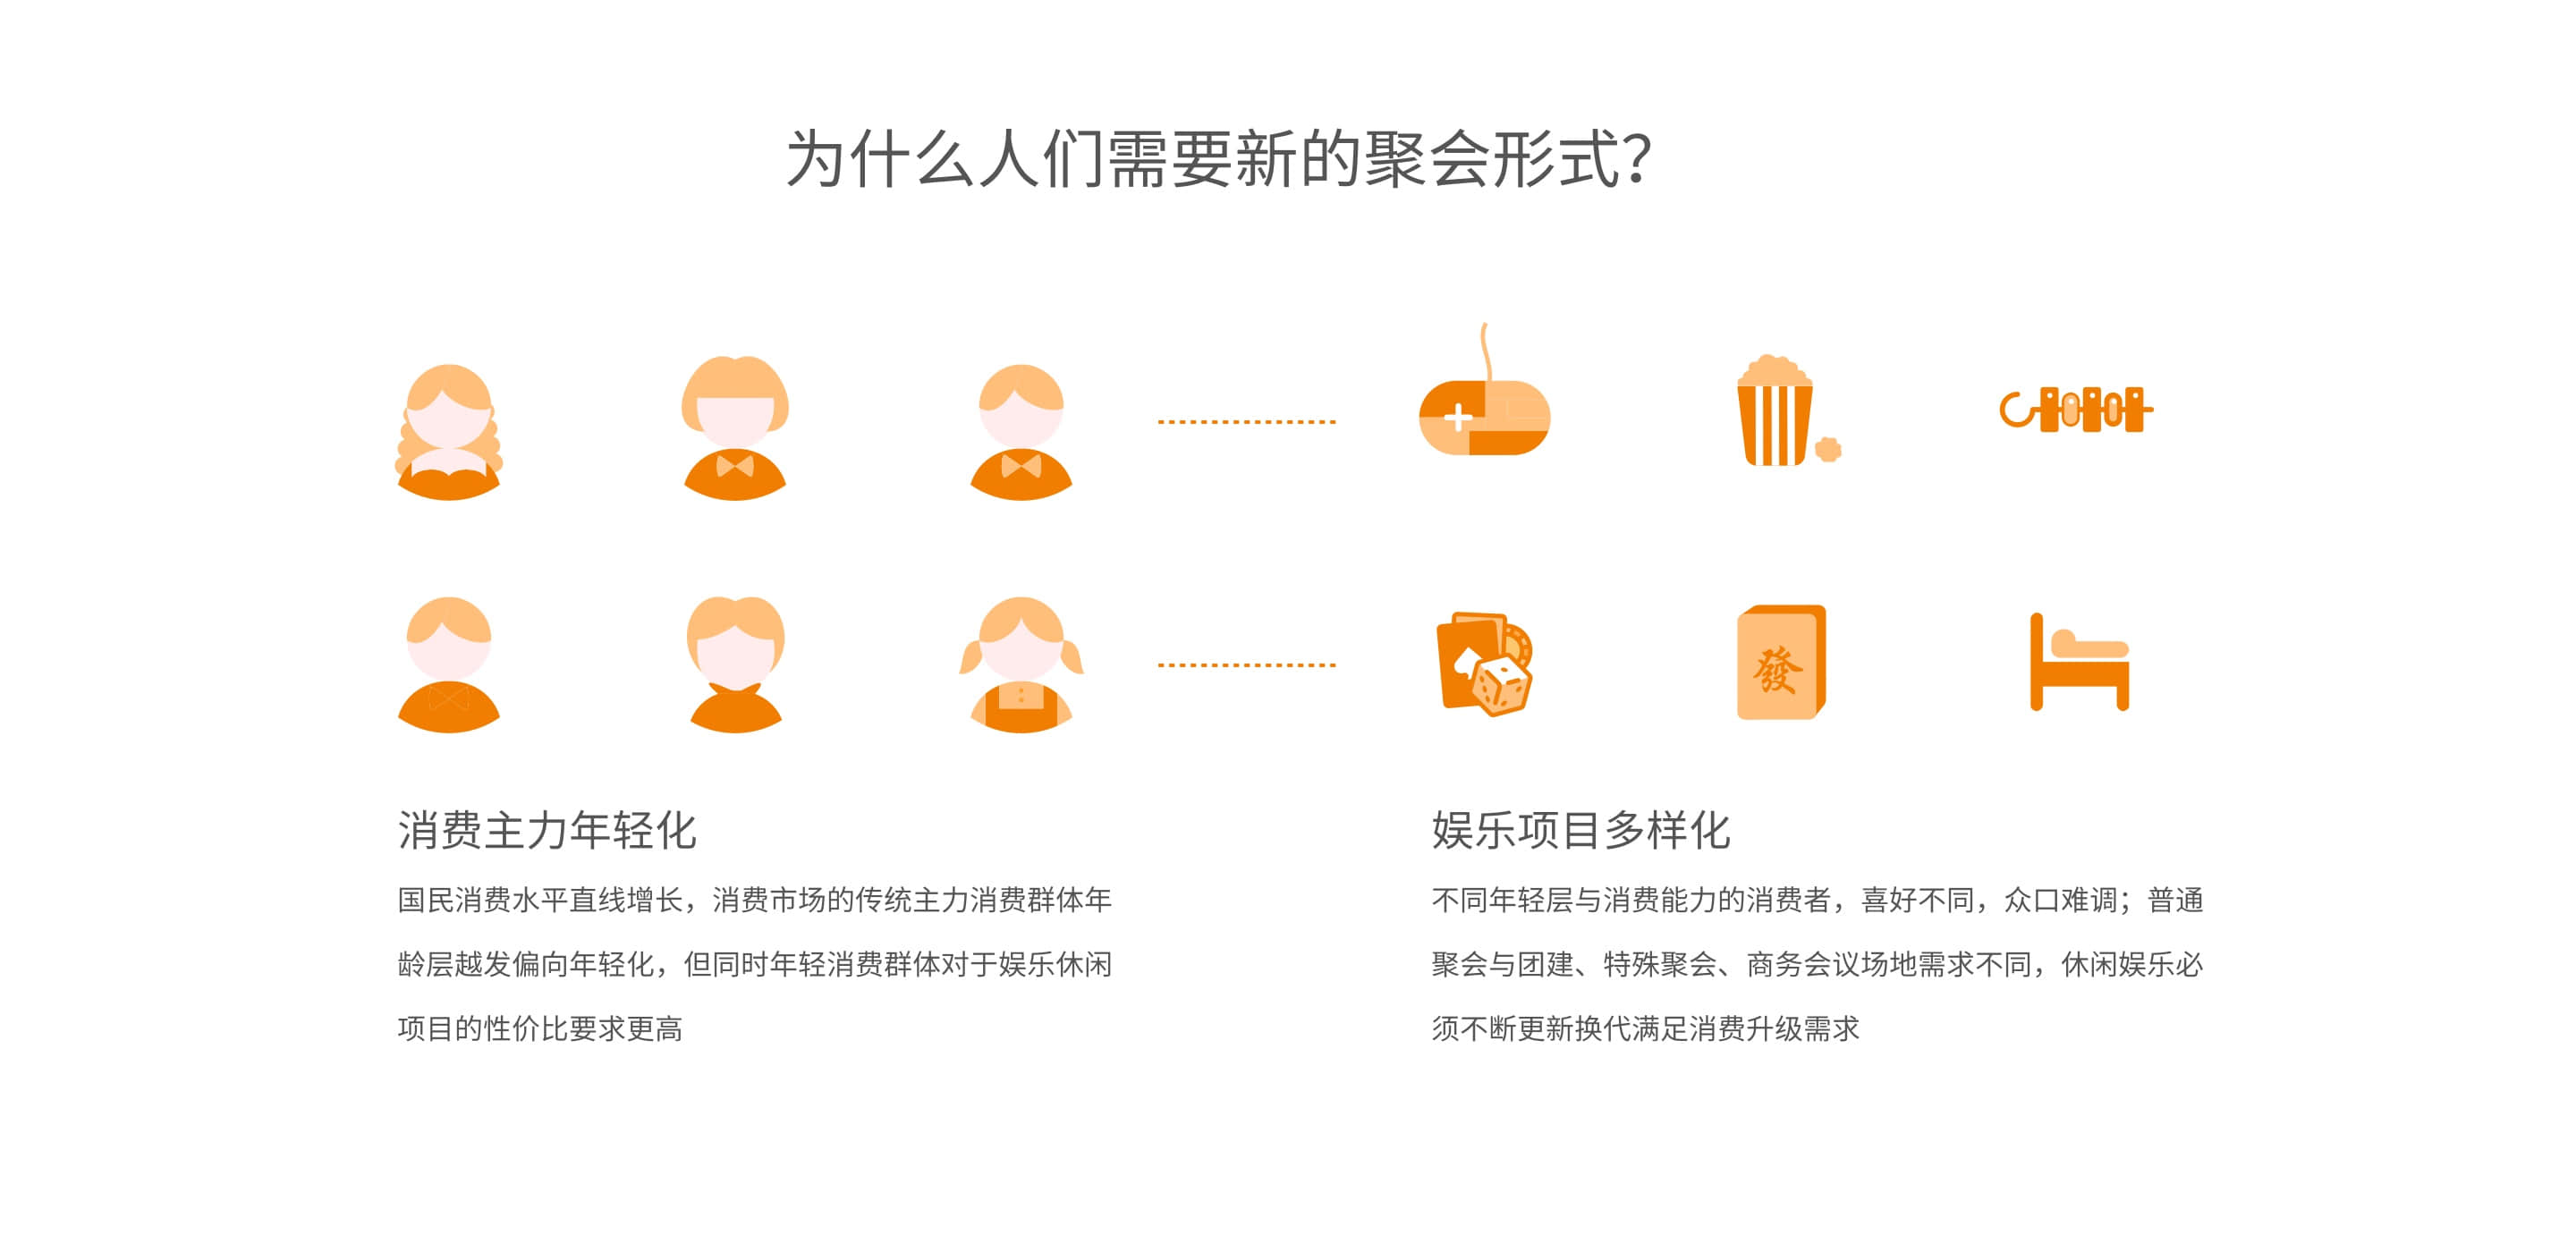 为什么人们需要新的聚会形式？
發
消费主力年轻化
国民消费水平直线增长，消费市场的传统主力消费群体年
龄层越发偏向年轻化，但同时年轻消费群体对于娱乐休闲
项目的性价比要求更高
娱乐项目多样化
不同年轻层与消费能力的消费者，喜好不同，众口难调；普通
聚会与团建、特殊聚会、商务会议场地需求不同，休闲娱乐必
须不断更新换代满足消费升级需求